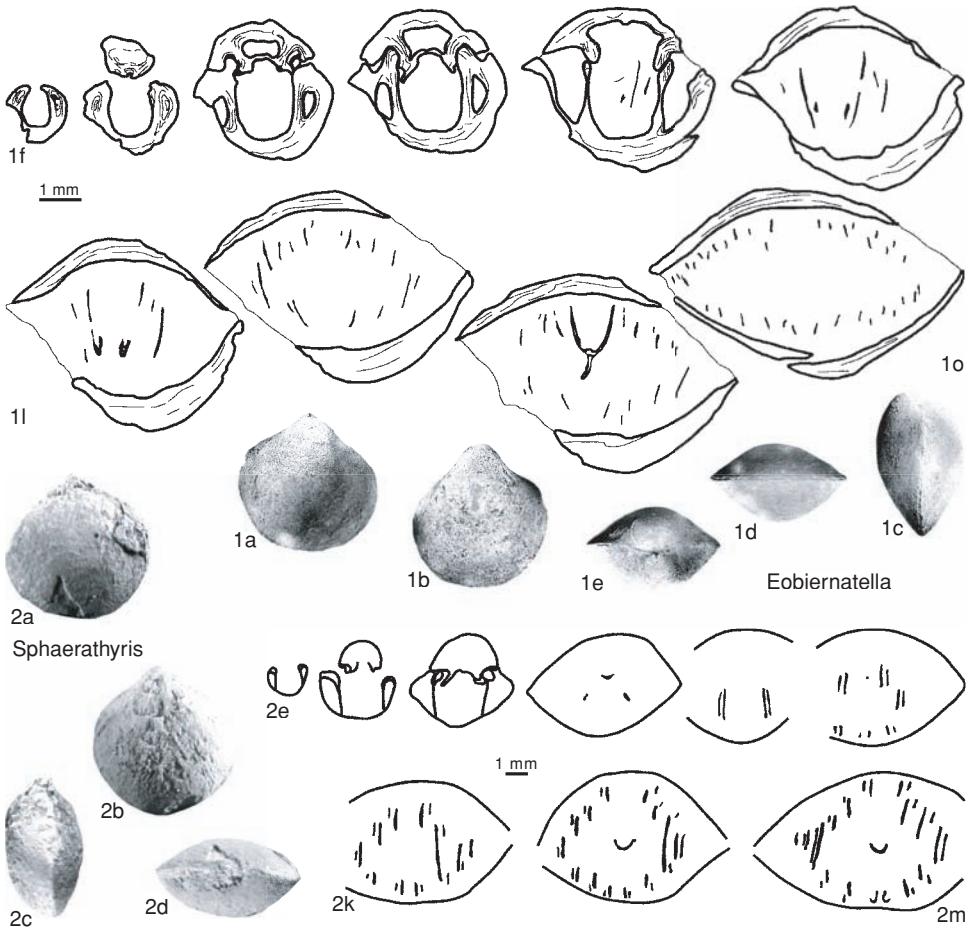 1f
1 mm
1l
1o
1a
1b
1e
1d
1c
Eobiernatella
2a
Sphaerathyris
2b
2c
2d
2e
1 mm
2k
2m